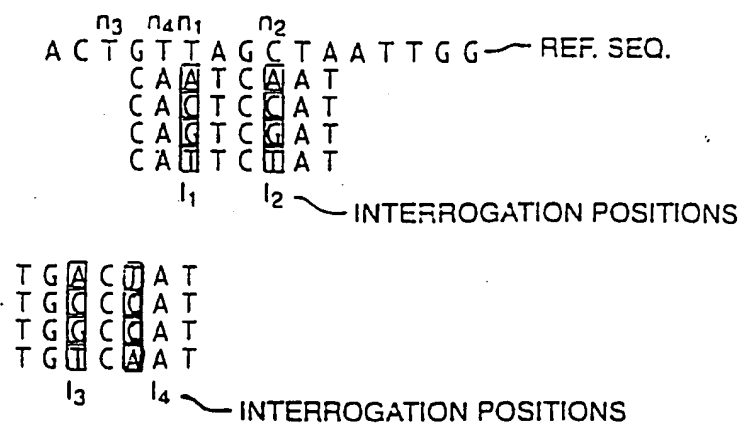 n₃ n₄ n₁ n₂
A C T G T T A G C T A A T T G G REF. SEQ.
C A A T C A A T
C A C T C C A T
C A G T C G A T
C A T T C T A T
I₁ I₂
INTERROGATION POSITIONS
T G A C T A T
T G C C C A T
T G G C G A T
T G T C A A T
I₃ I₄
INTERROGATION POSITIONS